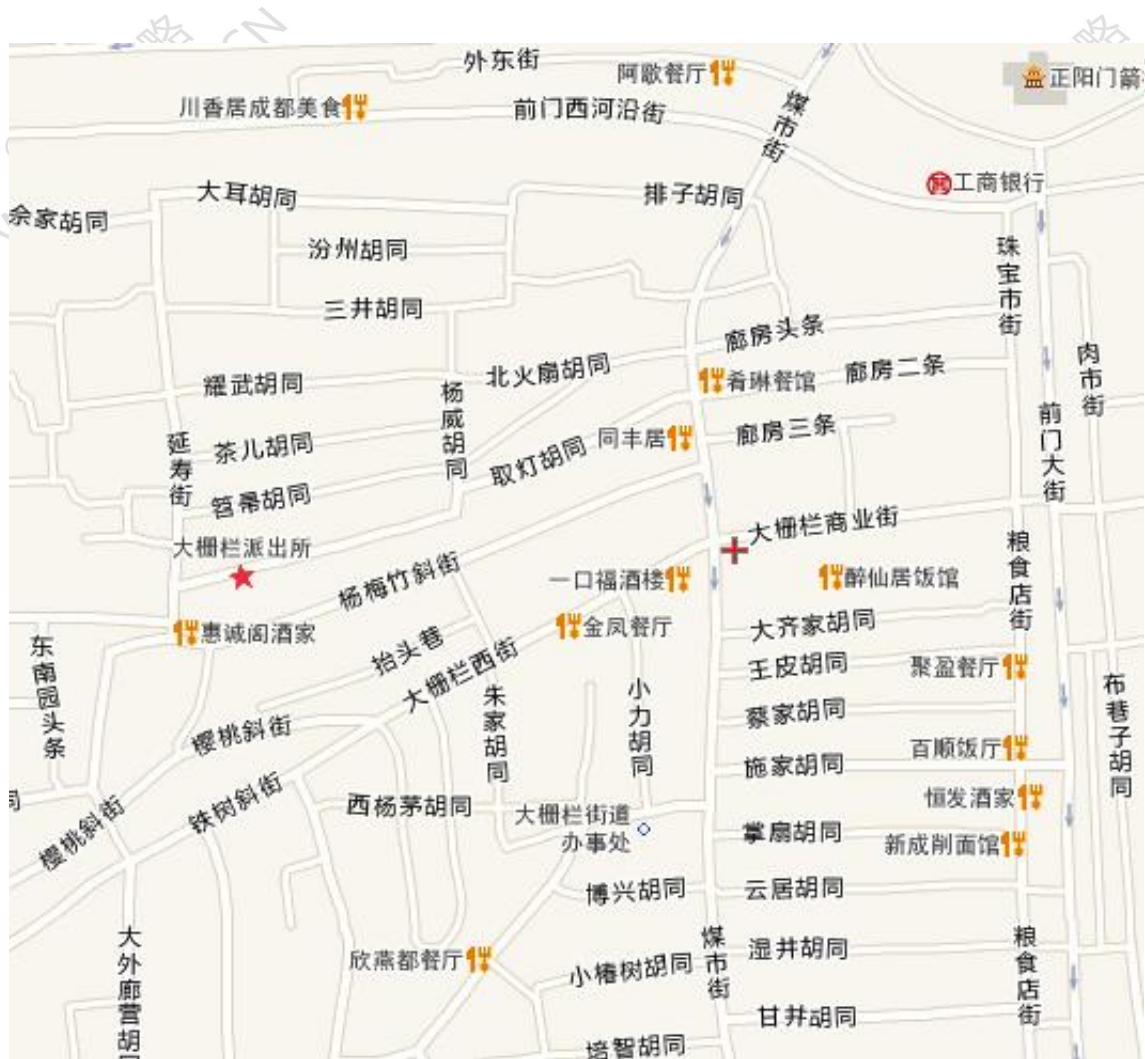 略
CN
略
外东街
阿歌餐厅
正阳门箭
川香居成都美食
前门西河沿街
煤市街
工商银行
大耳胡同
排子胡同
佘家胡同
汾州胡同
珠宝市街
三井胡同
廊房头条
北火扇胡同
肴琳餐馆
廊房二条
肉市街
耀武胡同
杨威胡同
前门大街
廊房三条
同丰居
延寿街
茶儿胡同
取灯胡同
笤帚胡同
大栅栏商业街
大栅栏派出所
粮食店街
杨梅竹斜街
一口福酒楼
醉仙居饭馆
惠诚阁酒家
金凤餐厅
大齐家胡同
东南园头条
抬头巷
大栅栏西街
王皮胡同
聚盈餐厅
朱家胡同
小力胡同
布巷子胡同
樱桃斜街
蔡家胡同
百顺饭厅
施家胡同
恒发酒家
同
铁树斜街
西杨茅胡同
大栅栏街道
办事处
樱桃斜街
掌扇胡同
新成削面馆
博兴胡同
云居胡同
大外廊营胡同
欣燕都餐厅
小椿树胡同
煤市街
湿井胡同
粮食店街
甘井胡同
培智胡同